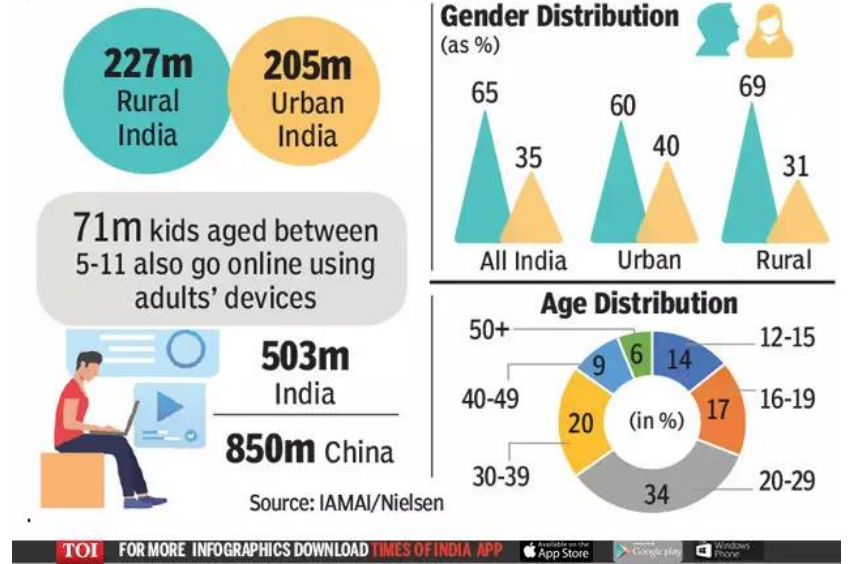 227m
Rural
India
205m
Urban
India
71m kids aged between
5-11 also go online using
adults' devices
503m
India
850m China
Source: IAMAI/Nielsen
Gender Distribution
(as %)
65
35
All India
60
40
Urban
69
31
Rural
Age Distribution
50+
6
14
12-15
9
40-49
17
16-19
20
(in %)
30-39
34
20-29
TOI FOR MORE INFOGRAPHICS DOWNLOAD TIMES OF INDIA APP
Available on the
App Store
Google play
Windows
Phone